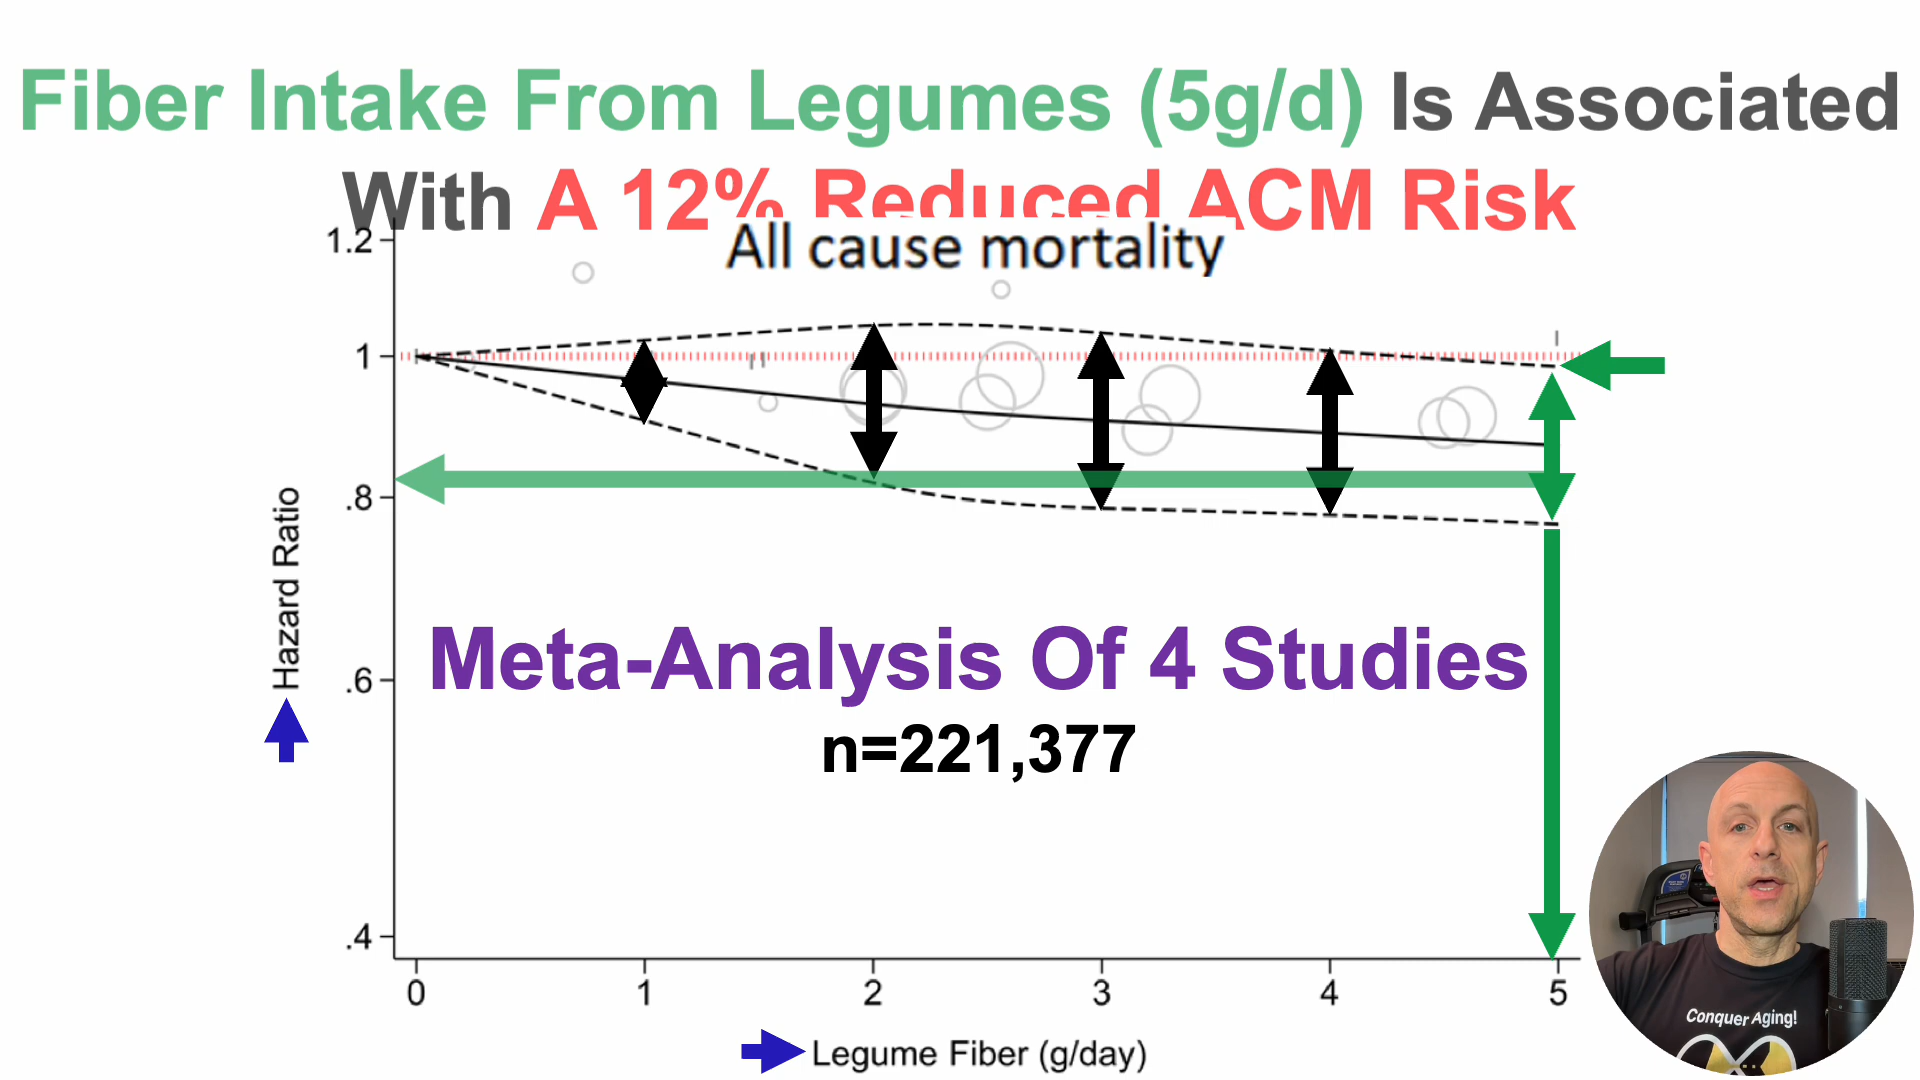 Fiber Intake From Legumes (5g/d) Is Associated
With A 12% Reduced ACM Risk
All cause mortality
1.2
1
.8
.6
.4
Hazard Ratio
Meta-Analysis Of 4 Studies
n=221,377
0 1 2 3 4 5
Legume Fiber (g/day)
Conquer Aging!